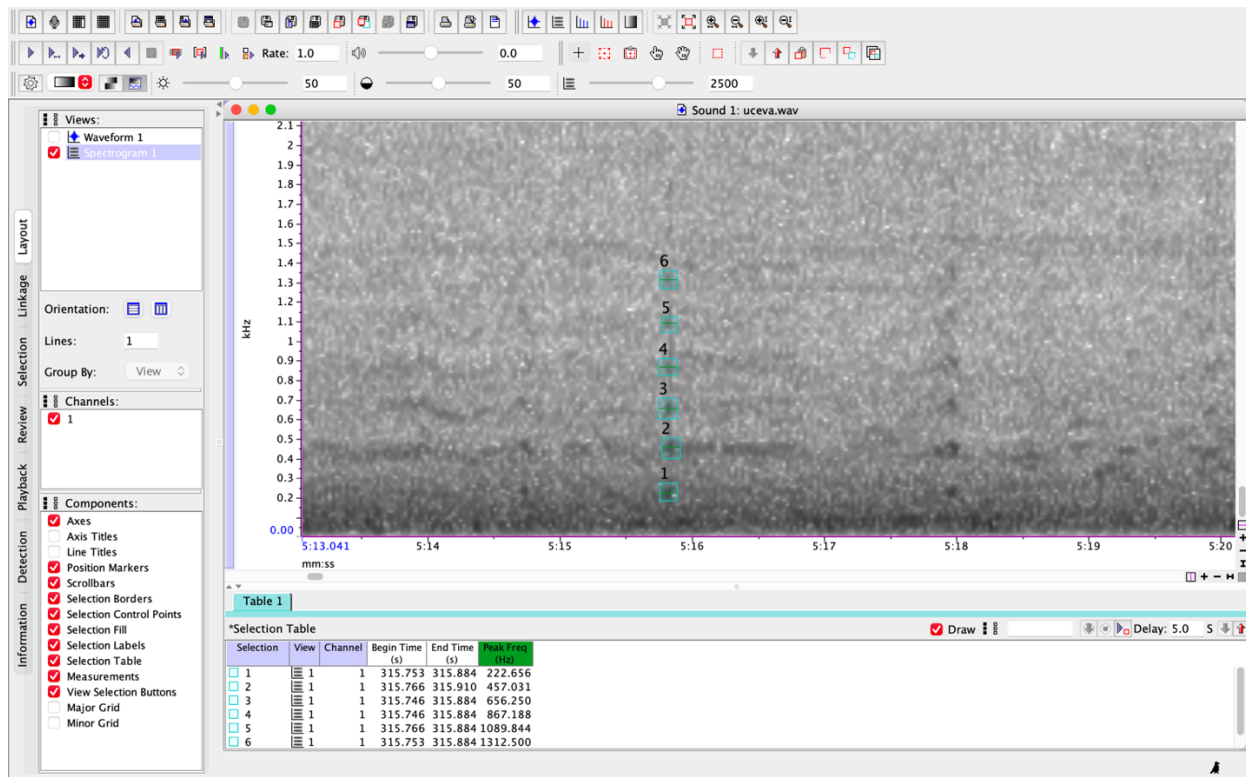 Rate: 1.0 0.0
50 50 2500
Sound 1: uceva.wav
Layout
Linkage
Selection
Review
Playback
Detection
Information
Views:
Waveform 1
Spectrogram 1
Orientation:
Lines: 1
Group By: View
Channels:
1
Components:
Axes
Axis Titles
Line Titles
Position Markers
Scrollbars
Selection Borders
Selection Control Points
Selection Fill
Selection Labels
Selection Table
Measurements
View Selection Buttons
Major Grid
Minor Grid
kHz
2.1
2
1.9
1.8
1.7
1.6
1.5
1.4
1.3
1.2
1.1
1
0.9
0.8
0.7
0.6
0.5
0.4
0.3
0.2
0.00
6
5
4
3
2
1
5:13.041 5:14 5:15 5:16 5:17 5:18 5:19 5:20
mm:ss
Table 1
*Selection Table Draw Delay: 5.0 S
Selection View Channel Begin Time (s) End Time (s) Peak Freq (Hz)
1 1 1 315.753 315.884 222.656
2 1 1 315.766 315.910 457.031
3 1 1 315.746 315.884 656.250
4 1 1 315.746 315.884 867.188
5 1 1 315.766 315.884 1089.844
6 1 1 315.753 315.884 1312.500